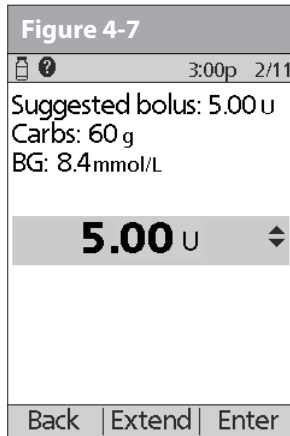 Figure 4-7
3:00p 2/11
Suggested bolus: 5.00 U
Carbs: 60 g
BG: 8.4 mmol/L
5.00 U
Back | Extend | Enter